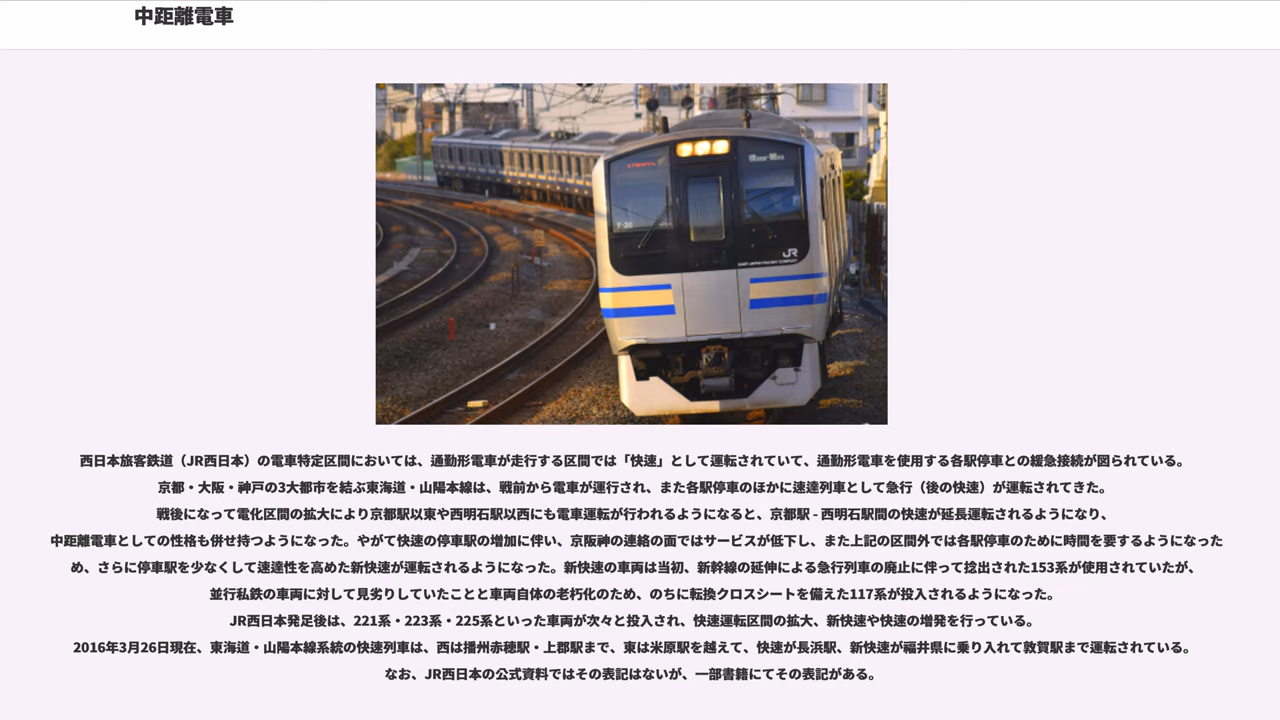 中距離電車
JR
EAST JAPAN RAILWAY COMPANY
西日本旅客鉄道（JR西日本）の電車特定区間においては、通勤形電車が走行する区間では「快速」として運転されていて、通勤形電車を使用する各駅停車との緩急接続が図られている。
京都・大阪・神戸の3大都市を結ぶ東海道・山陽本線は、戦前から電車が運行され、また各駅停車のほかに速達列車として急行（後の快速）が運転されてきた。
戦後になって電化区間の拡大により京都駅以東や西明石駅以西にも電車運転が行われるようになると、京都駅 - 西明石駅間の快速が延長運転されるようになり、
中距離電車としての性格も併せ持つようになった。やがて快速の停車駅の増加に伴い、京阪神の連絡の面ではサービスが低下し、また上記の区間外では各駅停車のために時間を要するようになった
め、さらに停車駅を少なくして速達性を高めた新快速が運転されるようになった。新快速の車両は当初、新幹線の延伸による急行列車の廃止に伴って捻出された153系が使用されていたが、
並行私鉄の車両に対して見劣りしていたことと車両自体の老朽化のため、のちに転換クロスシートを備えた117系が投入されるようになった。
JR西日本発足後は、221系・223系・225系といった車両が次々と投入され、快速運転区間の拡大、新快速や快速の増発を行っている。
2016年3月26日現在、東海道・山陽本線系統の快速列車は、西は播州赤穂駅・上郡駅まで、東は米原駅を越えて、快速が長浜駅、新快速が福井県に乗り入れて敦賀駅まで運転されている。
なお、JR西日本の公式資料ではその表記はないが、一部書籍にてその表記がある。